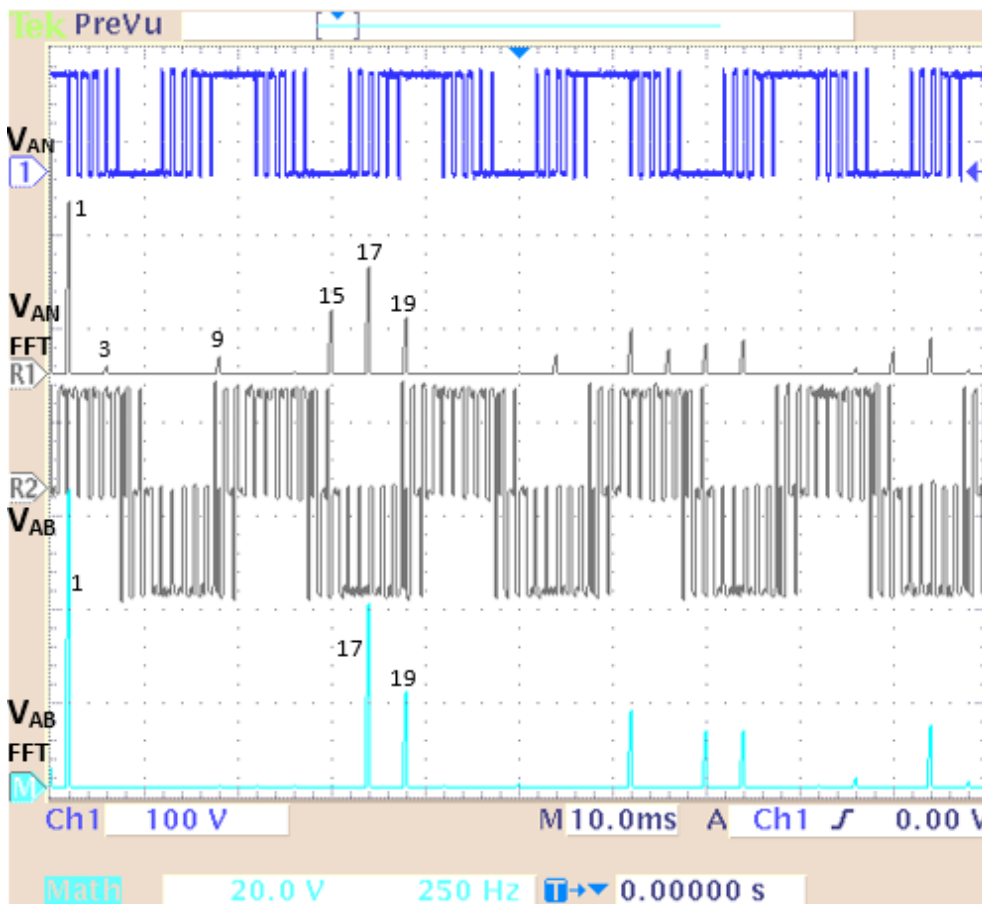 Tek PreVu
VAN
1
1
VAN
FFT
3
9
15
17
19
R1
R2
VAB
1
17
19
VAB
FFT
M
Ch1 100 V M 10.0ms A Ch1 0.00 V
Math 20.0 V 250 Hz T 0.00000 s